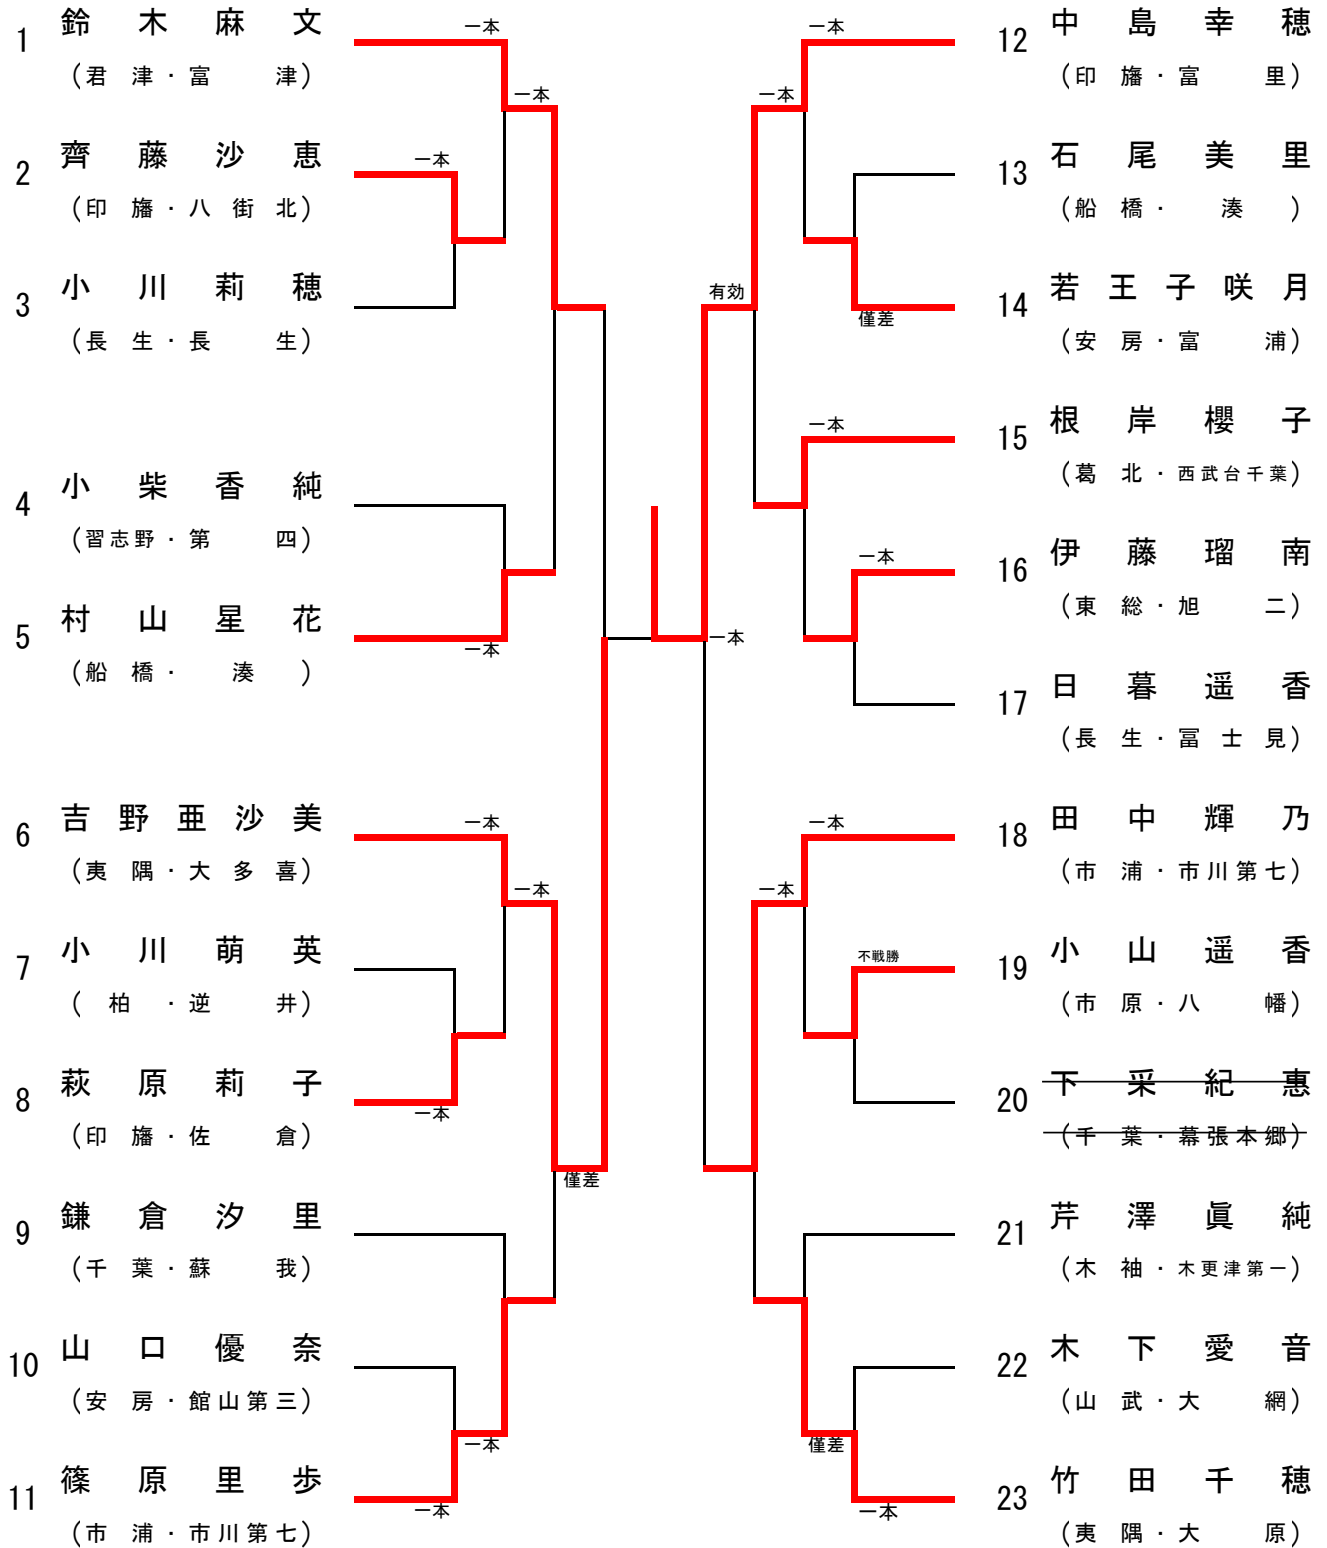 1 鈴木麻文
(君津・富津)
2 齊藤沙恵
(印旛・八街北)
3 小川莉穂
(長生・長生)
4 小柴香純
(習志野・第四)
5 村山星花
(船橋・湊)
6 吉野亜沙美
(夷隅・大多喜)
7 小川萌英
(柏・逆井)
8 萩原莉子
(印旛・佐倉)
9 鎌倉汐里
(千葉・蘇我)
10 山口優奈
(安房・館山第三)
11 篠原里歩
(市浦・市川第七)
一本
一本
一本
一本
一本
一本
一本
僅差
一本
一本
一本
一本
一本
有効
僅差
一本
一本
一本
一本
一本
不戦勝
僅差
一本
12 中島幸穂
(印旛・富里)
13 石尾美里
(船橋・湊)
14 若王子咲月
(安房・富浦)
15 根岸櫻子
(葛北・西武台千葉)
16 伊藤瑠南
(東総・旭二)
17 日暮遥香
(長生・冨士見)
18 田中輝乃
(市浦・市川第七)
19 小山遥香
(市原・八幡)
20 下采紀惠
(千葉・幕張本郷)
21 芹澤眞純
(木袖・木更津第一)
22 木下愛音
(山武・大網)
23 竹田千穂
(夷隅・大原)